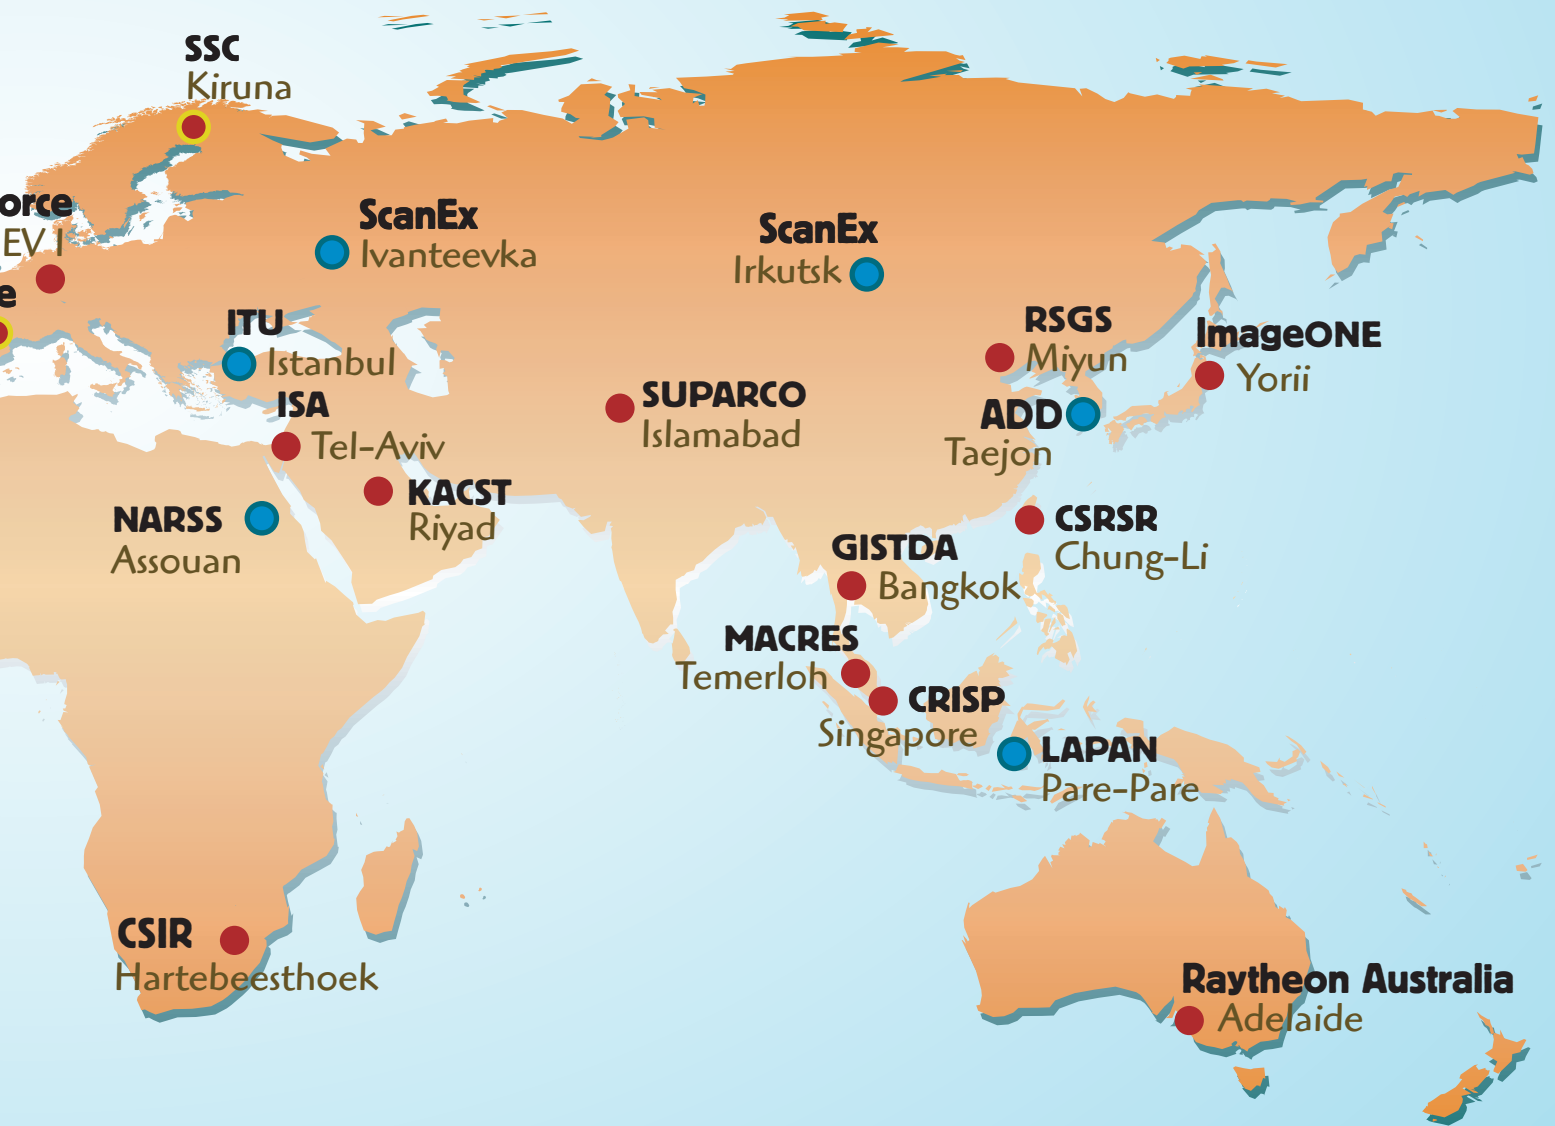 SSC
Kiruna
orce
EV I
e
ScanEx
Ivanteevka
ScanEx
Irkutsk
ITU
Istanbul
ISA
Tel-Aviv
RSGS
Miyun
ImageONE
Yorii
SUPARCO
Islamabad
ADD
Taejon
KACST
Riyad
NARSS
Assouan
CSRSR
Chung-Li
GISTDA
Bangkok
MACRES
Temerloh
CRISP
Singapore
LAPAN
Pare-Pare
CSIR
Hartebeesthoek
Raytheon Australia
Adelaide